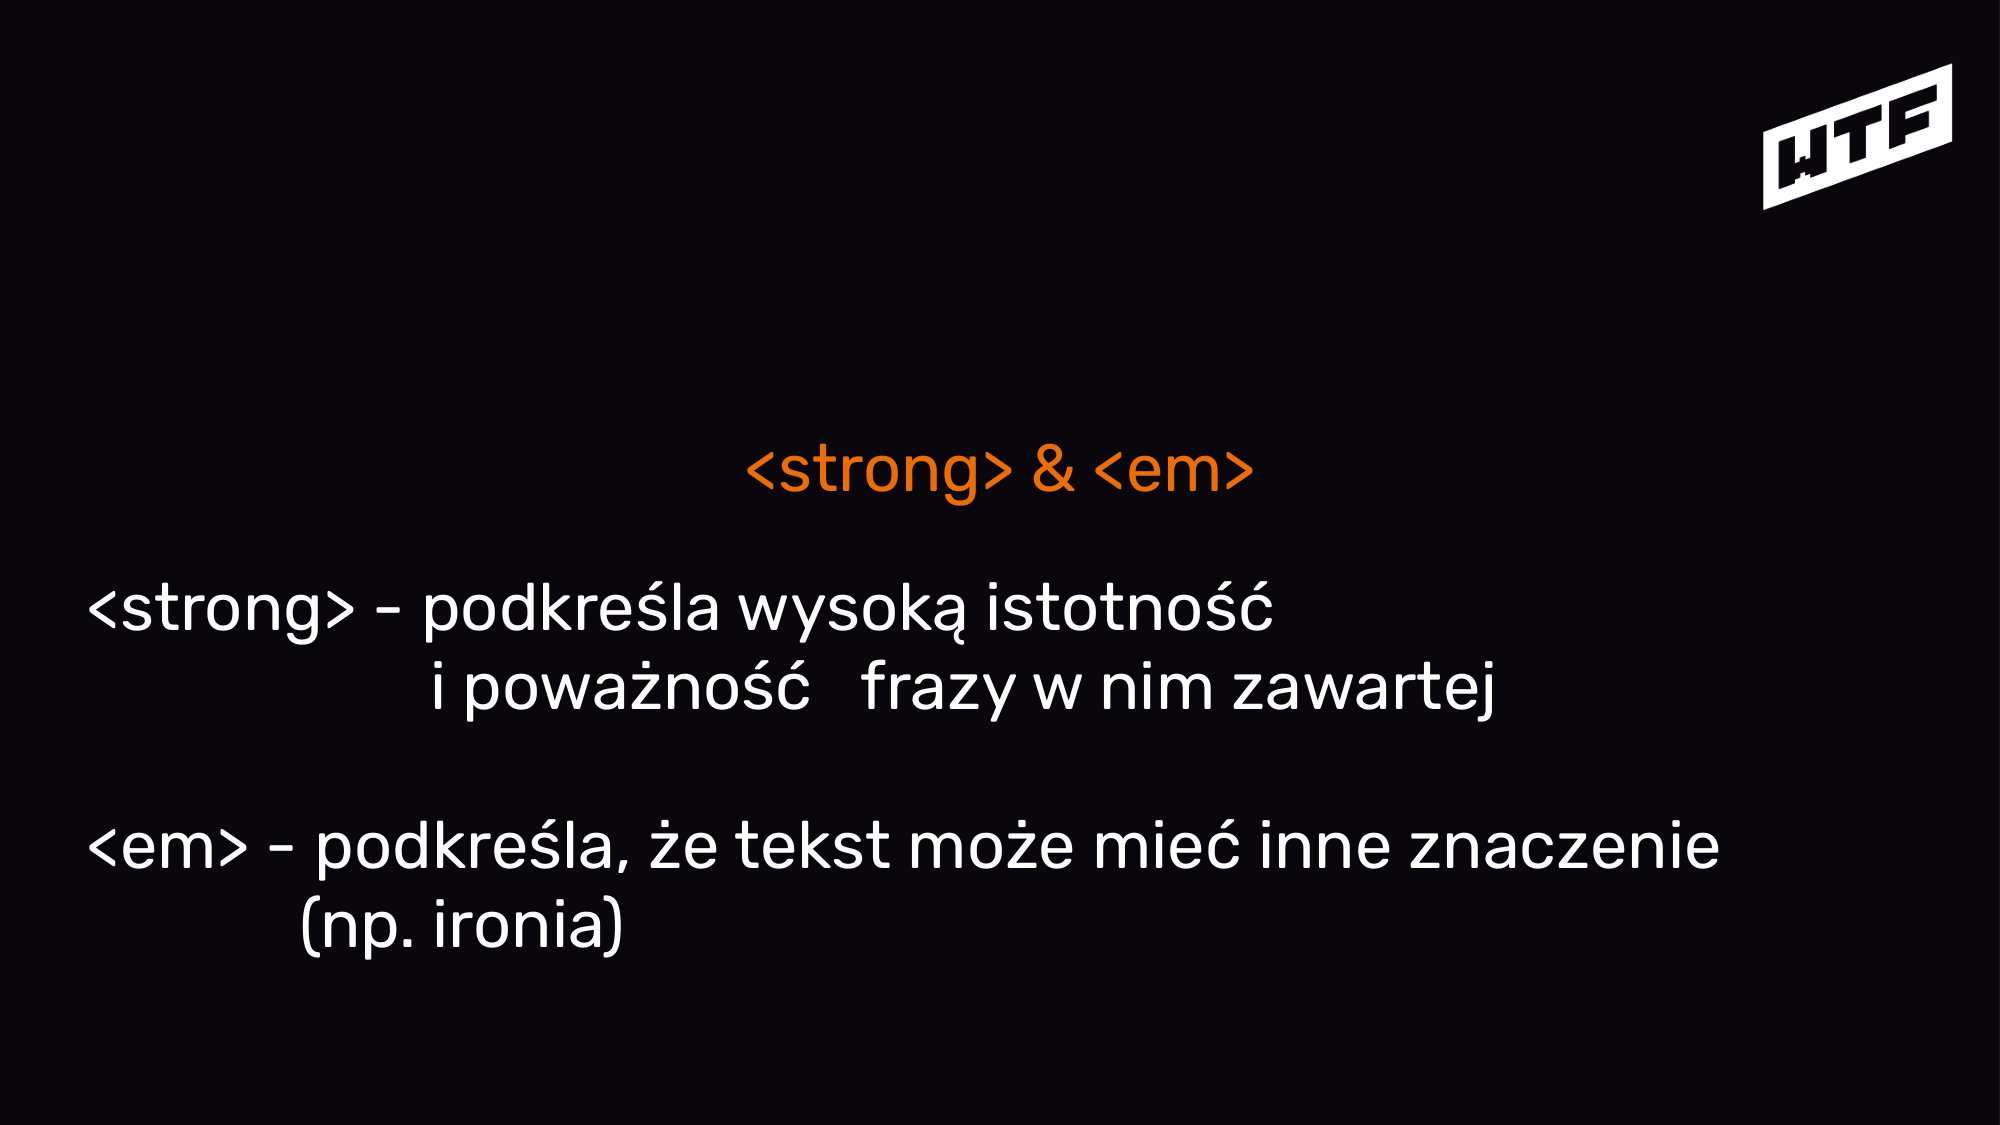 WTF
<strong> & <em>
<strong> - podkreśla wysoką istotność
i poważność   frazy w nim zawartej
<em> - podkreśla, że tekst może mieć inne znaczenie
(np. ironia)